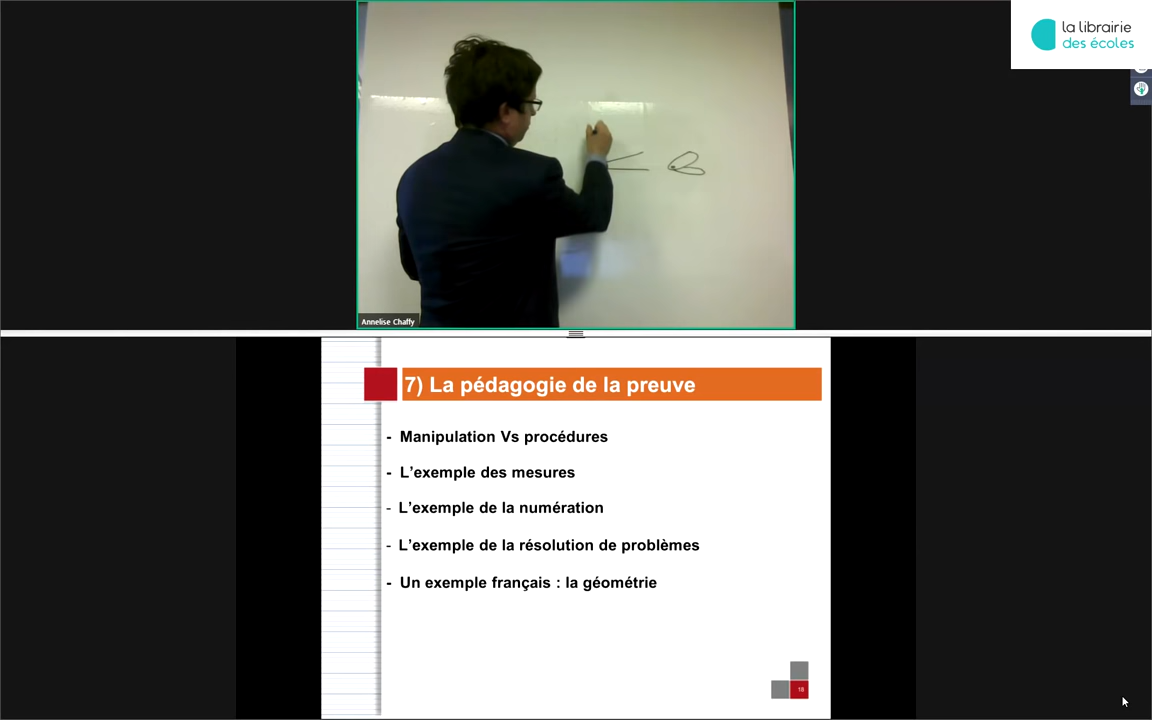 la librairie
des écoles
Annelise Chaffy
7) La pédagogie de la preuve
- Manipulation Vs procédures
- L’exemple des mesures
- L’exemple de la numération
- L’exemple de la résolution de problèmes
- Un exemple français : la géométrie
18